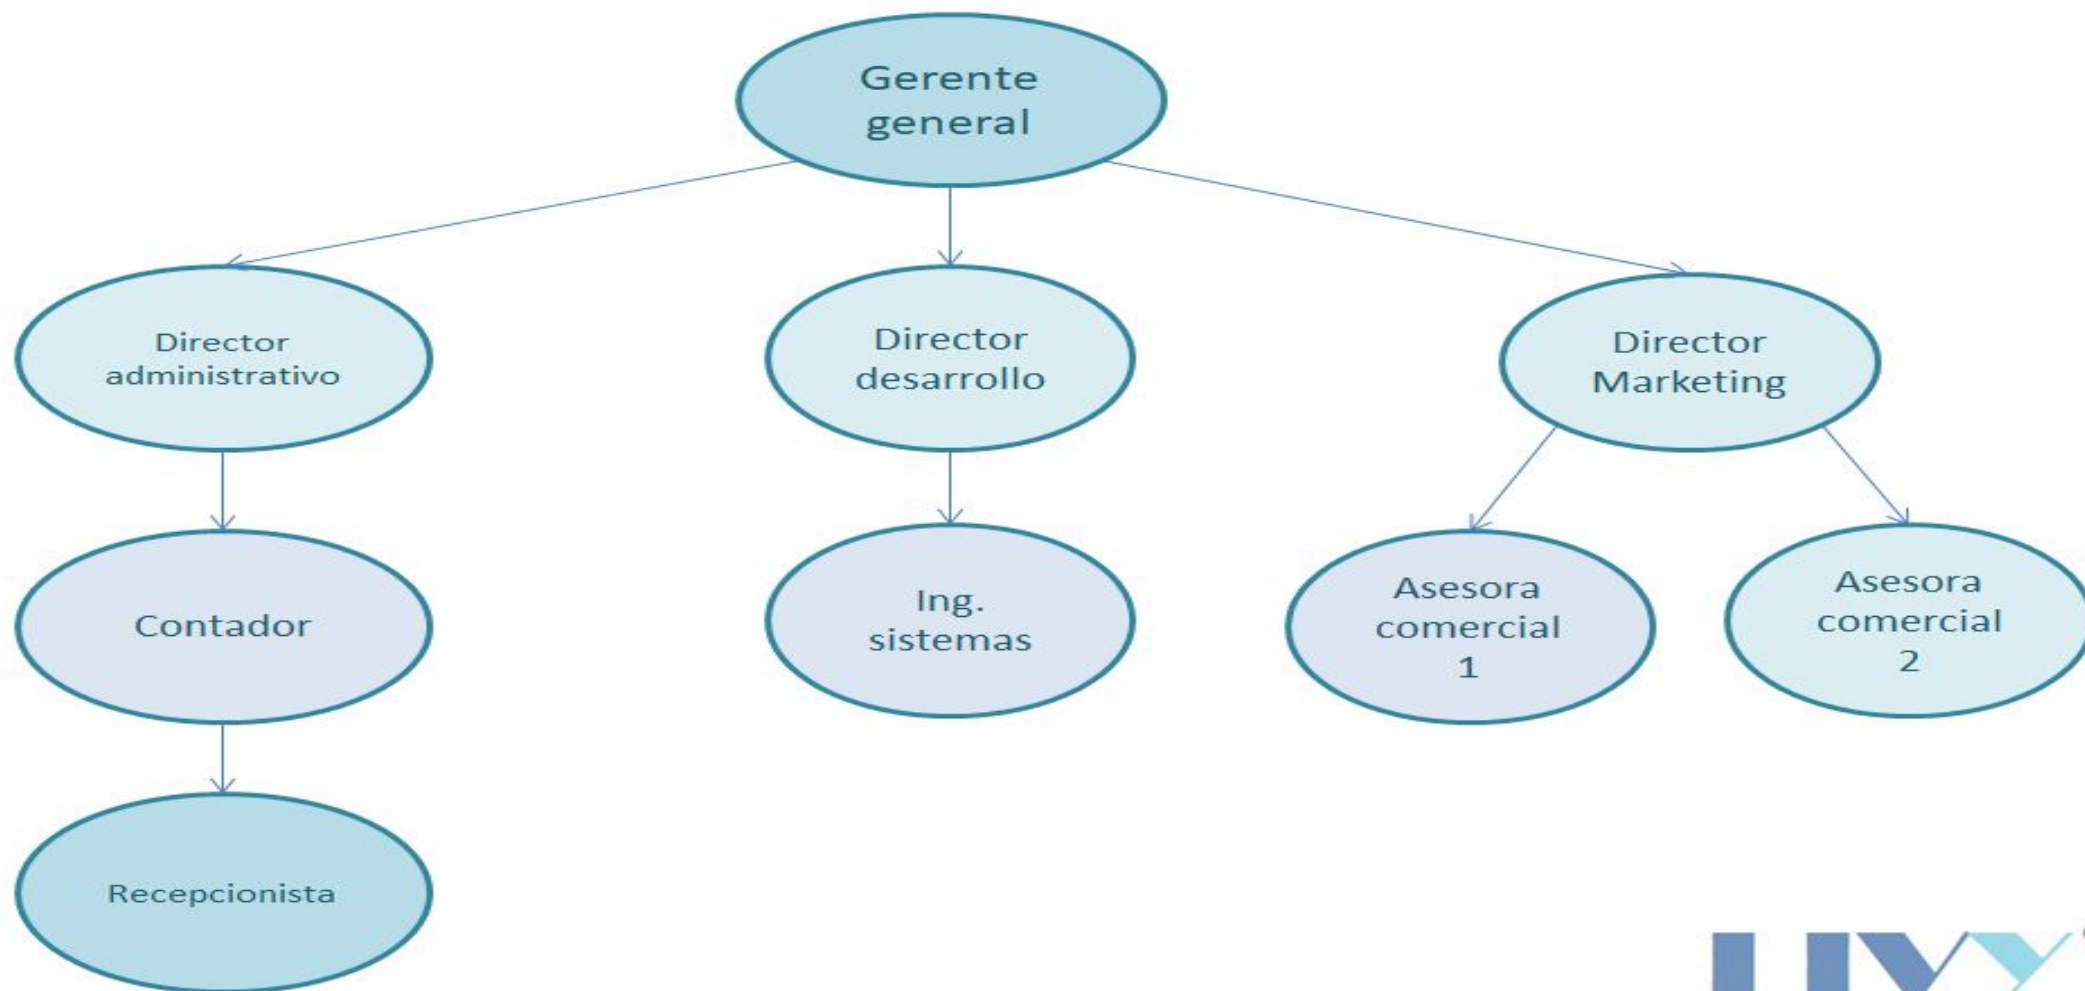 Gerente
general
Director
administrativo
Director
desarrollo
Director
Marketing
Contador
Ing.
sistemas
Asesora
comercial
1
Asesora
comercial
2
Recepcionista